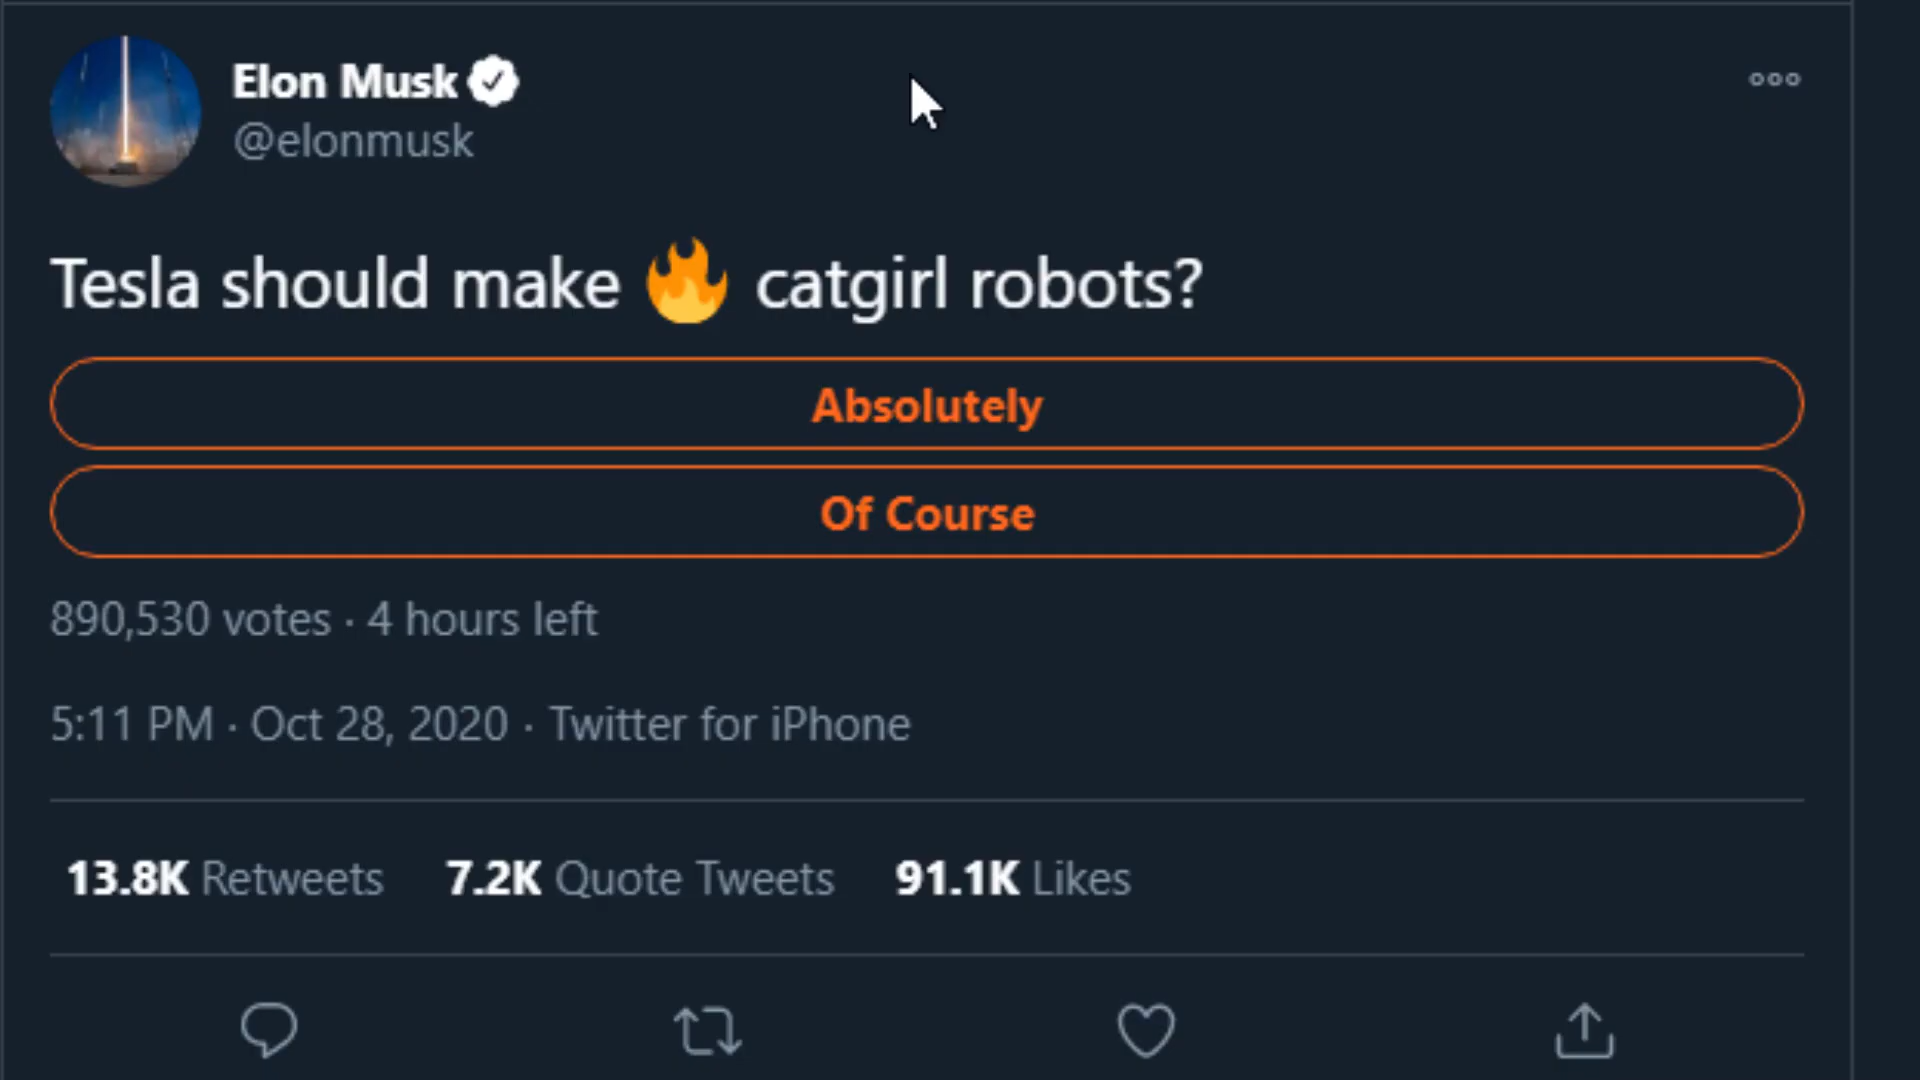 Elon Musk
@elonmusk
Tesla should make 🔥 catgirl robots?
Absolutely
Of Course
890,530 votes · 4 hours left
5:11 PM · Oct 28, 2020 · Twitter for iPhone
13.8K Retweets 7.2K Quote Tweets 91.1K Likes